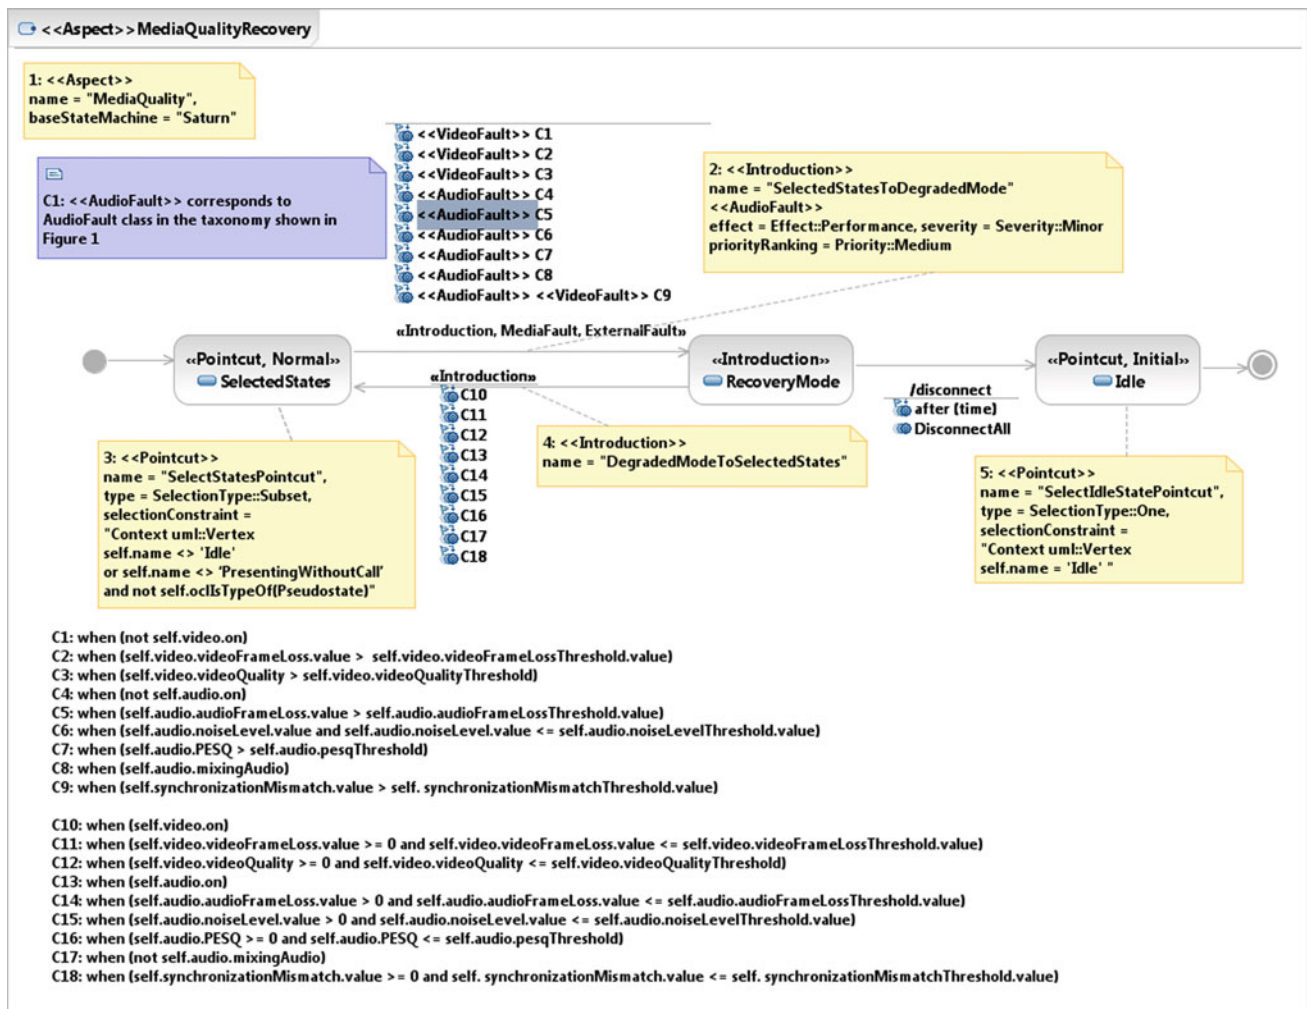 <<Aspect>>MediaQualityRecovery
1: <<Aspect>>
name = "MediaQuality",
baseStateMachine = "Saturn"
C1: <<AudioFault>> corresponds to
AudioFault class in the taxonomy shown in
Figure 1
<<VideoFault>> C1
<<VideoFault>> C2
<<VideoFault>> C3
<<AudioFault>> C4
<<AudioFault>> C5
<<AudioFault>> C6
<<AudioFault>> C7
<<AudioFault>> C8
<<AudioFault>> <<VideoFault>> C9
2: <<Introduction>>
name = "SelectedStatesToDegradedMode"
<<AudioFault>>
effect = Effect::Performance, severity = Severity::Minor
priorityRanking = Priority::Medium
«Introduction, MediaFault, ExternalFault»
«Pointcut, Normal»
SelectedStates
«Introduction»
RecoveryMode
«Pointcut, Initial»
Idle
«Introduction»
C10
C11
C12
C13
C14
C15
C16
C17
C18
/disconnect
after (time)
DisconnectAll
3: <<Pointcut>>
name = "SelectStatesPointcut",
type = SelectionType::Subset,
selectionConstraint =
"Context uml::Vertex
self.name <> 'Idle'
or self.name <> 'PresentingWithoutCall'
and not self.oclIsTypeOf(Pseudostate)"
4: <<Introduction>>
name = "DegradedModeToSelectedStates"
5: <<Pointcut>>
name = "SelectIdleStatePointcut",
type = SelectionType::One,
selectionConstraint =
"Context uml::Vertex
self.name = 'Idle' "
C1: when (not self.video.on)
C2: when (self.video.videoFrameLoss.value > self.video.videoFrameLossThreshold.value)
C3: when (self.video.videoQuality > self.video.videoQualityThreshold)
C4: when (not self.audio.on)
C5: when (self.audio.audioFrameLoss.value > self.audio.audioFrameLossThreshold.value)
C6: when (self.audio.noiseLevel.value and self.audio.noiseLevel.value <= self.audio.noiseLevelThreshold.value)
C7: when (self.audio.PESQ > self.audio.pesqThreshold)
C8: when (self.audio.mixingAudio)
C9: when (self.synchronizationMismatch.value > self. synchronizationMismatchThreshold.value)
C10: when (self.video.on)
C11: when (self.video.videoFrameLoss.value >= 0 and self.video.videoFrameLoss.value <= self.video.videoFrameLossThreshold.value)
C12: when (self.video.videoQuality >= 0 and self.video.videoQuality <= self.video.videoQualityThreshold)
C13: when (self.audio.on)
C14: when (self.audio.audioFrameLoss.value > 0 and self.audio.audioFrameLoss.value <= self.audio.audioFrameLossThreshold.value)
C15: when (self.audio.noiseLevel.value > 0 and self.audio.noiseLevel.value <= self.audio.noiseLevelThreshold.value)
C16: when (self.audio.PESQ >= 0 and self.audio.PESQ <= self.audio.pesqThreshold)
C17: when (not self.audio.mixingAudio)
C18: when (self.synchronizationMismatch.value >= 0 and self. synchronizationMismatch.value <= self. synchronizationMismatchThreshold.value)